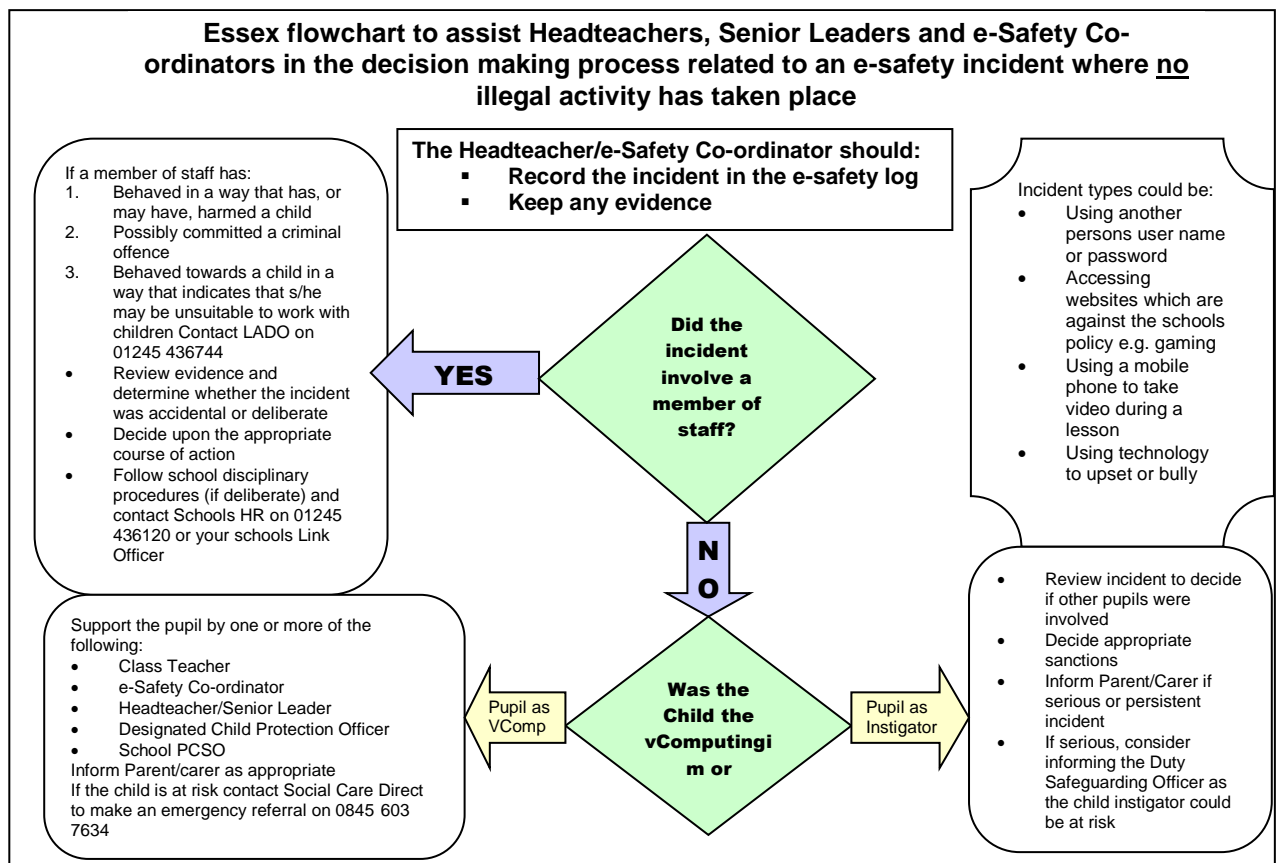 Essex flowchart to assist Headteachers, Senior Leaders and e-Safety Co-
ordinators in the decision making process related to an e-safety incident where no
illegal activity has taken place
The Headteacher/e-Safety Co-ordinator should:
▪ Record the incident in the e-safety log
▪ Keep any evidence
If a member of staff has:
1. Behaved in a way that has, or
may have, harmed a child
2. Possibly committed a criminal
offence
3. Behaved towards a child in a
way that indicates that s/he
may be unsuitable to work with
children Contact LADO on
01245 436744
• Review evidence and
determine whether the incident
was accidental or deliberate
• Decide upon the appropriate
course of action
• Follow school disciplinary
procedures (if deliberate) and
contact Schools HR on 01245
436120 or your schools Link
Officer
YES
Did the
incident
involve a
member of
staff?
Incident types could be:
• Using another
persons user name
or password
• Accessing
websites which are
against the schools
policy e.g. gaming
• Using a mobile
phone to take
video during a
lesson
• Using technology
to upset or bully
N
O
Support the pupil by one or more of the
following:
• Class Teacher
• e-Safety Co-ordinator
• Headteacher/Senior Leader
• Designated Child Protection Officer
• School PCSO
Inform Parent/carer as appropriate
If the child is at risk contact Social Care Direct
to make an emergency referral on 0845 603
7634
Pupil as
VComp
Was the
Child the
vComputingi
m or
Pupil as
Instigator
• Review incident to decide
if other pupils were
involved
• Decide appropriate
sanctions
• Inform Parent/Carer if
serious or persistent
incident
• If serious, consider
informing the Duty
Safeguarding Officer as
the child instigator could
be at risk